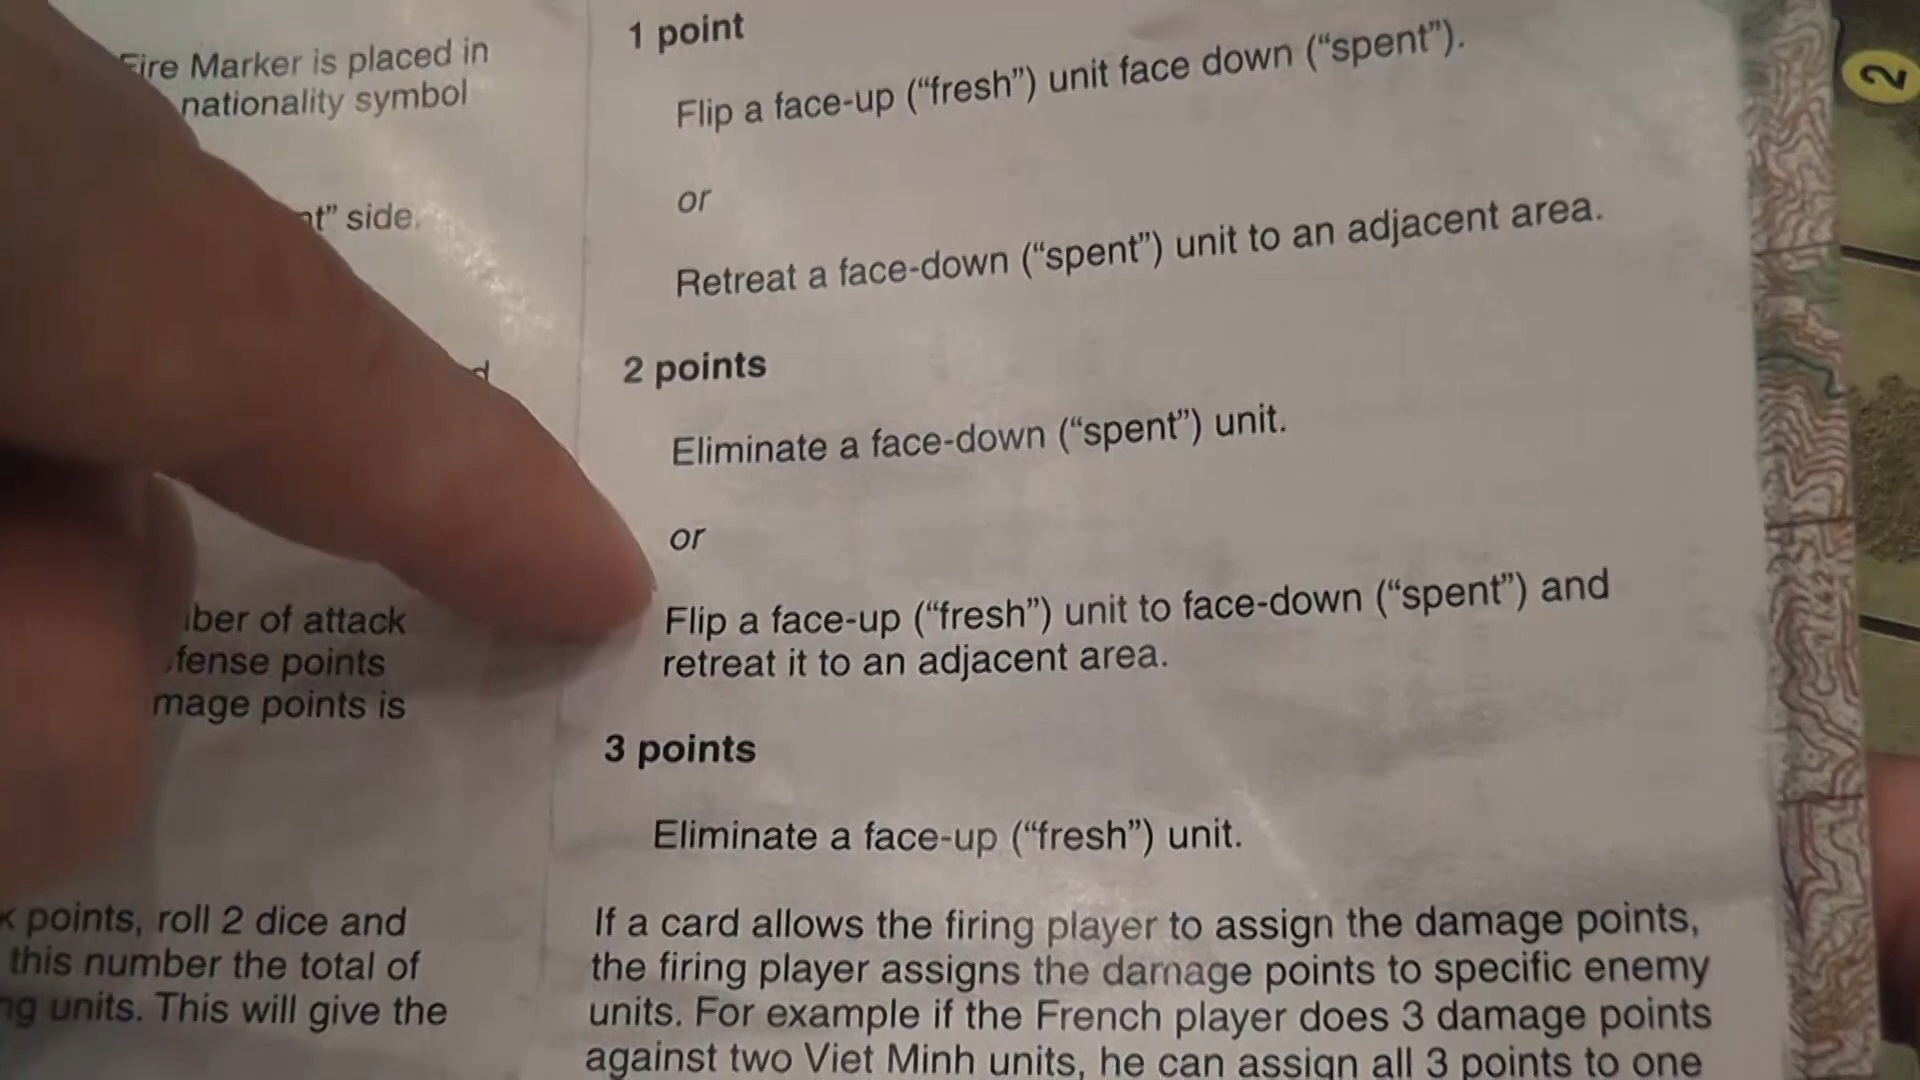 Fire Marker is placed in
nationality symbol
side.
of attack
points
points is
points, roll 2 dice and
this number the total of
units. This will give the
1 point
Flip a face-up (“fresh”) unit face down (“spent”).
or
Retreat a face-down (“spent”) unit to an adjacent area.
2 points
Eliminate a face-down (“spent”) unit.
or
Flip a face-up (“fresh”) unit to face-down (“spent”) and
retreat it to an adjacent area.
3 points
Eliminate a face-up (“fresh”) unit.
If a card allows the firing player to assign the damage points,
the firing player assigns the damage points to specific enemy
units. For example if the French player does 3 damage points
against two Viet Minh units, he can assign all 3 points to one
2